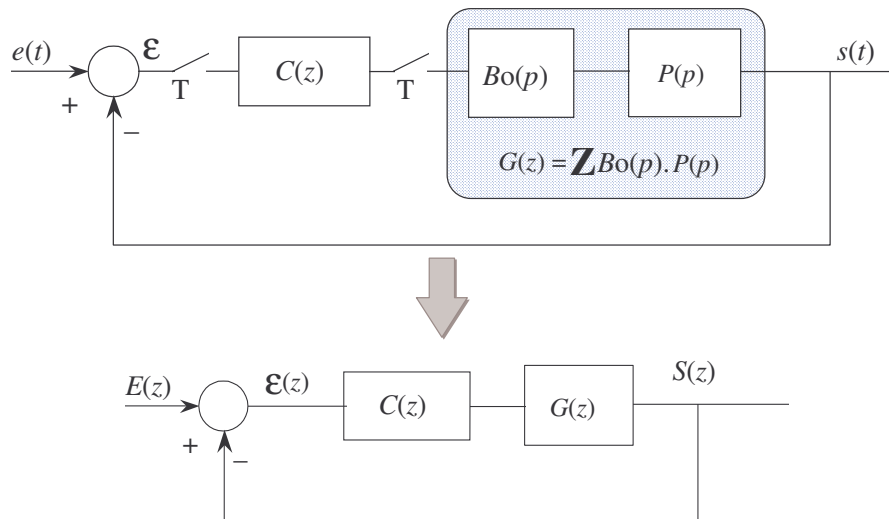 e(t)
ε
C(z)
Bo(p)
P(p)
s(t)
+
−
T
T
G(z) = Z Bo(p).P(p)
E(z)
ε(z)
C(z)
G(z)
S(z)
+
−